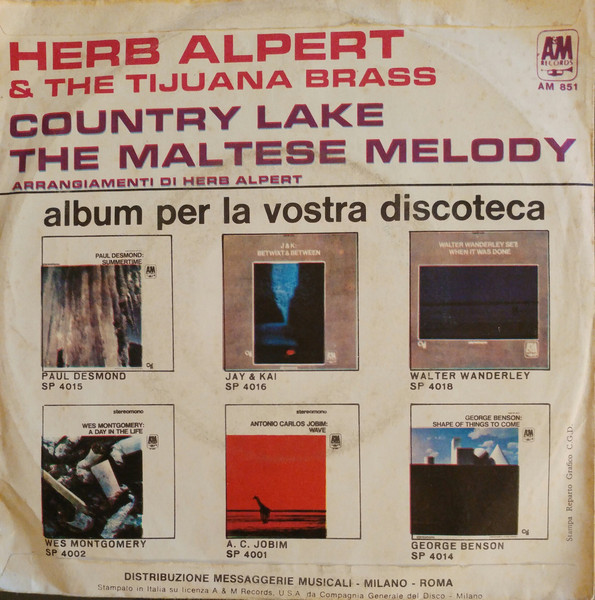 HERB ALPERT
& THE TIJUANA BRASS
A&M
RECORDS
AM 851
COUNTRY LAKE
THE MALTESE MELODY
ARRANGIAMENTI DI HERB ALPERT
album per la vostra discoteca
PAUL DESMOND:
SUMMERTIME
A&M
PAUL DESMOND
SP 4015
J&K:
BETWIXT & BETWEEN
JAY & KAI
SP 4016
WALTER WANDERLEY SE'S
WHEN IT WAS DONE
WALTER WANDERLEY
SP 4018
WES MONTGOMERY:
A DAY IN THE LIFE
A&M
WES MONTGOMERY
SP 4002
stereomono
ANTONIO CARLOS JOBIM:
WAVE
A&M
A. C. JOBIM
SP 4001
stereomono
GEORGE BENSON:
SHAPE OF THINGS TO COME
A&M
GEORGE BENSON
SP 4014
Stampa Reparto Grafico C.G.D.
DISTRIBUZIONE MESSAGGERIE MUSICALI - MILANO - ROMA
Stampato in Italia su licenza A & M Records, U.S.A. da Compagnia Generale del Disco - Milano